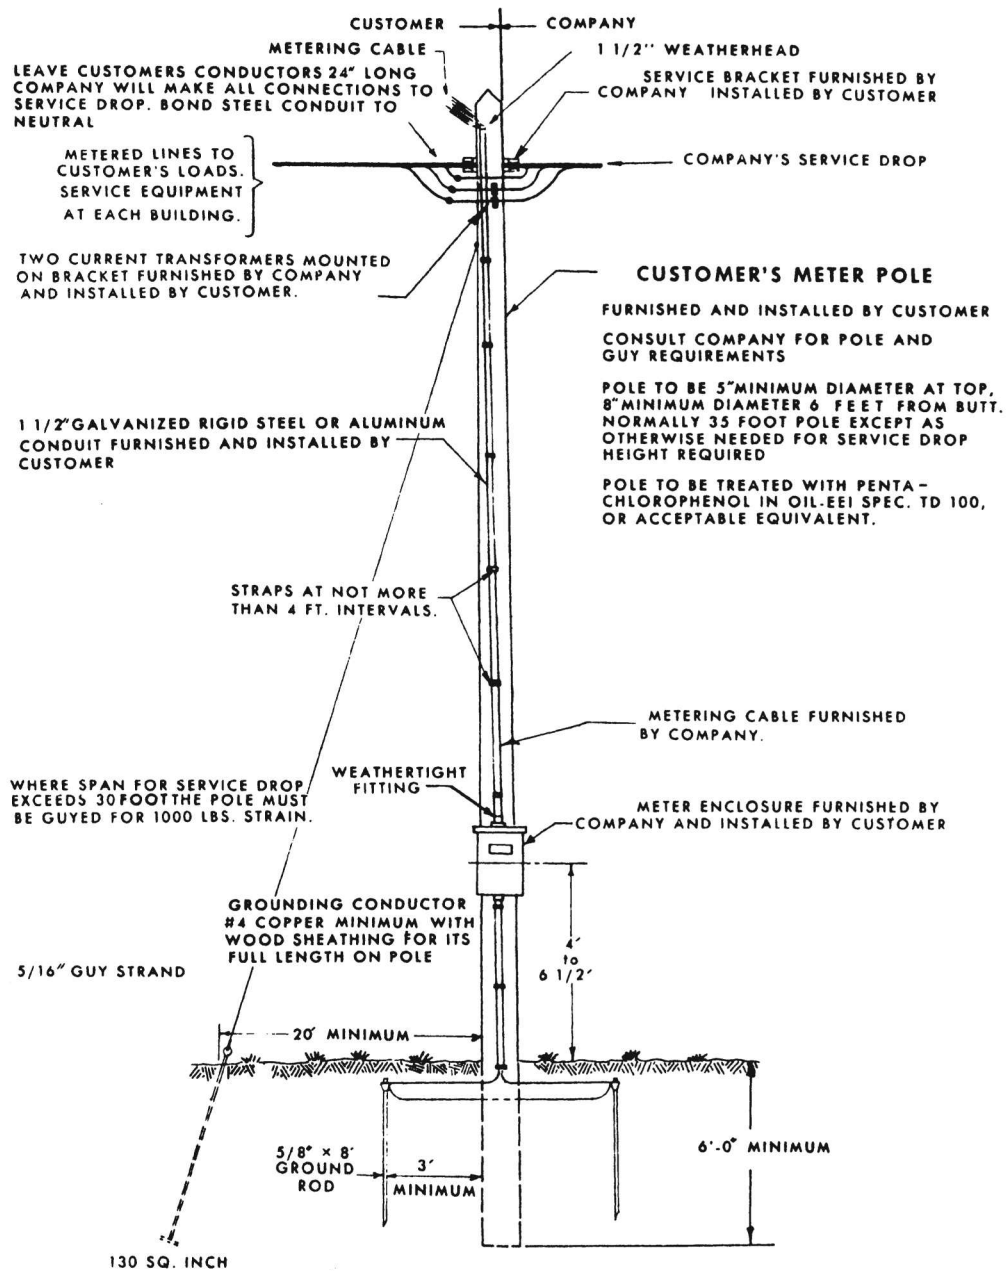 CUSTOMER
COMPANY
METERING CABLE
1 1/2" WEATHERHEAD
LEAVE CUSTOMERS CONDUCTORS 24" LONG
COMPANY WILL MAKE ALL CONNECTIONS TO
SERVICE DROP. BOND STEEL CONDUIT TO
NEUTRAL
SERVICE BRACKET FURNISHED BY
COMPANY INSTALLED BY CUSTOMER
METERED LINES TO
CUSTOMER'S LOADS.
SERVICE EQUIPMENT
AT EACH BUILDING.
COMPANY'S SERVICE DROP
TWO CURRENT TRANSFORMERS MOUNTED
ON BRACKET FURNISHED BY COMPANY
AND INSTALLED BY CUSTOMER.
CUSTOMER'S METER POLE
FURNISHED AND INSTALLED BY CUSTOMER
CONSULT COMPANY FOR POLE AND
GUY REQUIREMENTS
POLE TO BE 5" MINIMUM DIAMETER AT TOP,
8" MINIMUM DIAMETER 6 FEET FROM BUTT.
NORMALLY 35 FOOT POLE EXCEPT AS
OTHERWISE NEEDED FOR SERVICE DROP
HEIGHT REQUIRED
POLE TO BE TREATED WITH PENTA-
CHLOROPHENOL IN OIL-EEI SPEC. TD 100,
OR ACCEPTABLE EQUIVALENT.
1 1/2" GALVANIZED RIGID STEEL OR ALUMINUM
CONDUIT FURNISHED AND INSTALLED BY
CUSTOMER
STRAPS AT NOT MORE
THAN 4 FT. INTERVALS.
METERING CABLE FURNISHED
BY COMPANY.
WEATHERTIGHT
FITTING
WHERE SPAN FOR SERVICE DROP
EXCEEDS 30 FOOT THE POLE MUST
BE GUYED FOR 1000 LBS. STRAIN.
METER ENCLOSURE FURNISHED BY
COMPANY AND INSTALLED BY CUSTOMER
GROUNDING CONDUCTOR
#4 COPPER MINIMUM WITH
WOOD SHEATHING FOR ITS
FULL LENGTH ON POLE
4'
to
6 1/2'
5/16" GUY STRAND
20' MINIMUM
5/8" × 8'
GROUND
ROD
3'
MINIMUM
6'-0" MINIMUM
130 SQ. INCH